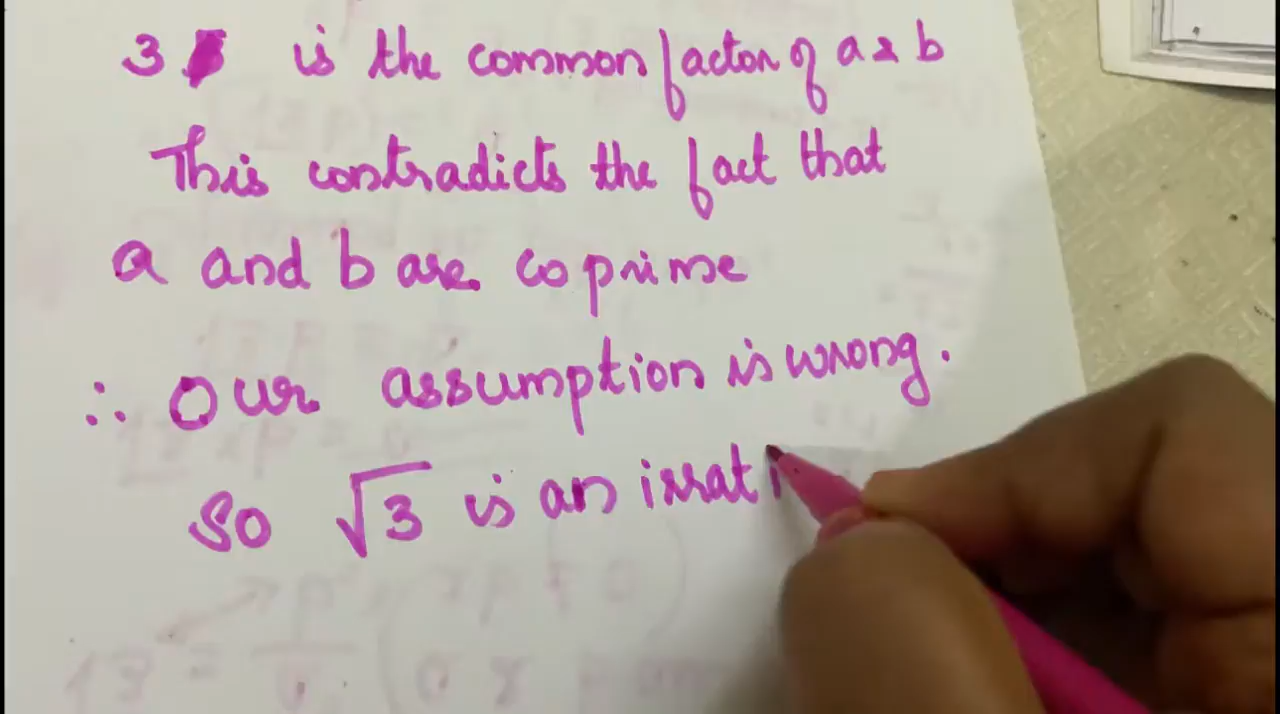 3 is the common factor of a & b
This contradicts the fact that
a and b are coprime
∴ Our assumption is wrong.
So √3 is an irrati